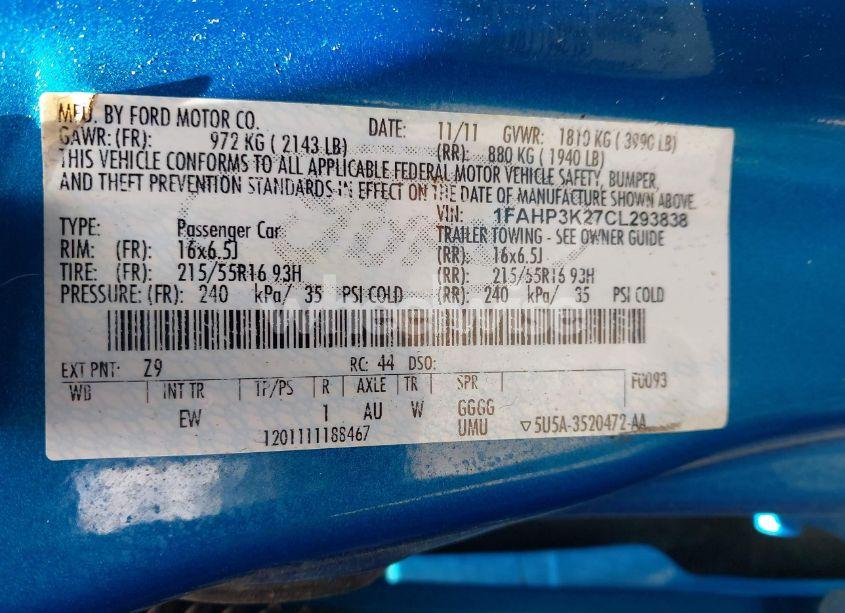 MFD. BY FORD MOTOR CO. DATE: 11/11 GVWR: 1810 KG ( 3990 LB)
GAWR: (FR): 972 KG ( 2143 LB) (RR): 880 KG ( 1940 LB)
THIS VEHICLE CONFORMS TO ALL APPLICABLE FEDERAL MOTOR VEHICLE SAFETY, BUMPER,
AND THEFT PREVENTION STANDARDS IN EFFECT ON THE DATE OF MANUFACTURE SHOWN ABOVE.
VIN: 1FAHP3K27CL293838
TYPE: Passenger Car TRAILER TOWING - SEE OWNER GUIDE
RIM: (FR): 16x6.5J (RR): 16x6.5J
TIRE: (FR): 215/55R16 93H (RR): 215/55R16 93H
PRESSURE: (FR): 240 kPa/ 35 PSI COLD (RR): 240 kPa/ 35 PSI COLD
EXT PNT: Z9 RC: 44 DSO:
WB INT TR TP/PS R AXLE TR SPR F0093
EW 1 AU W GGGG
UMU
1201111188467 ▽5U5A-3520472-AA